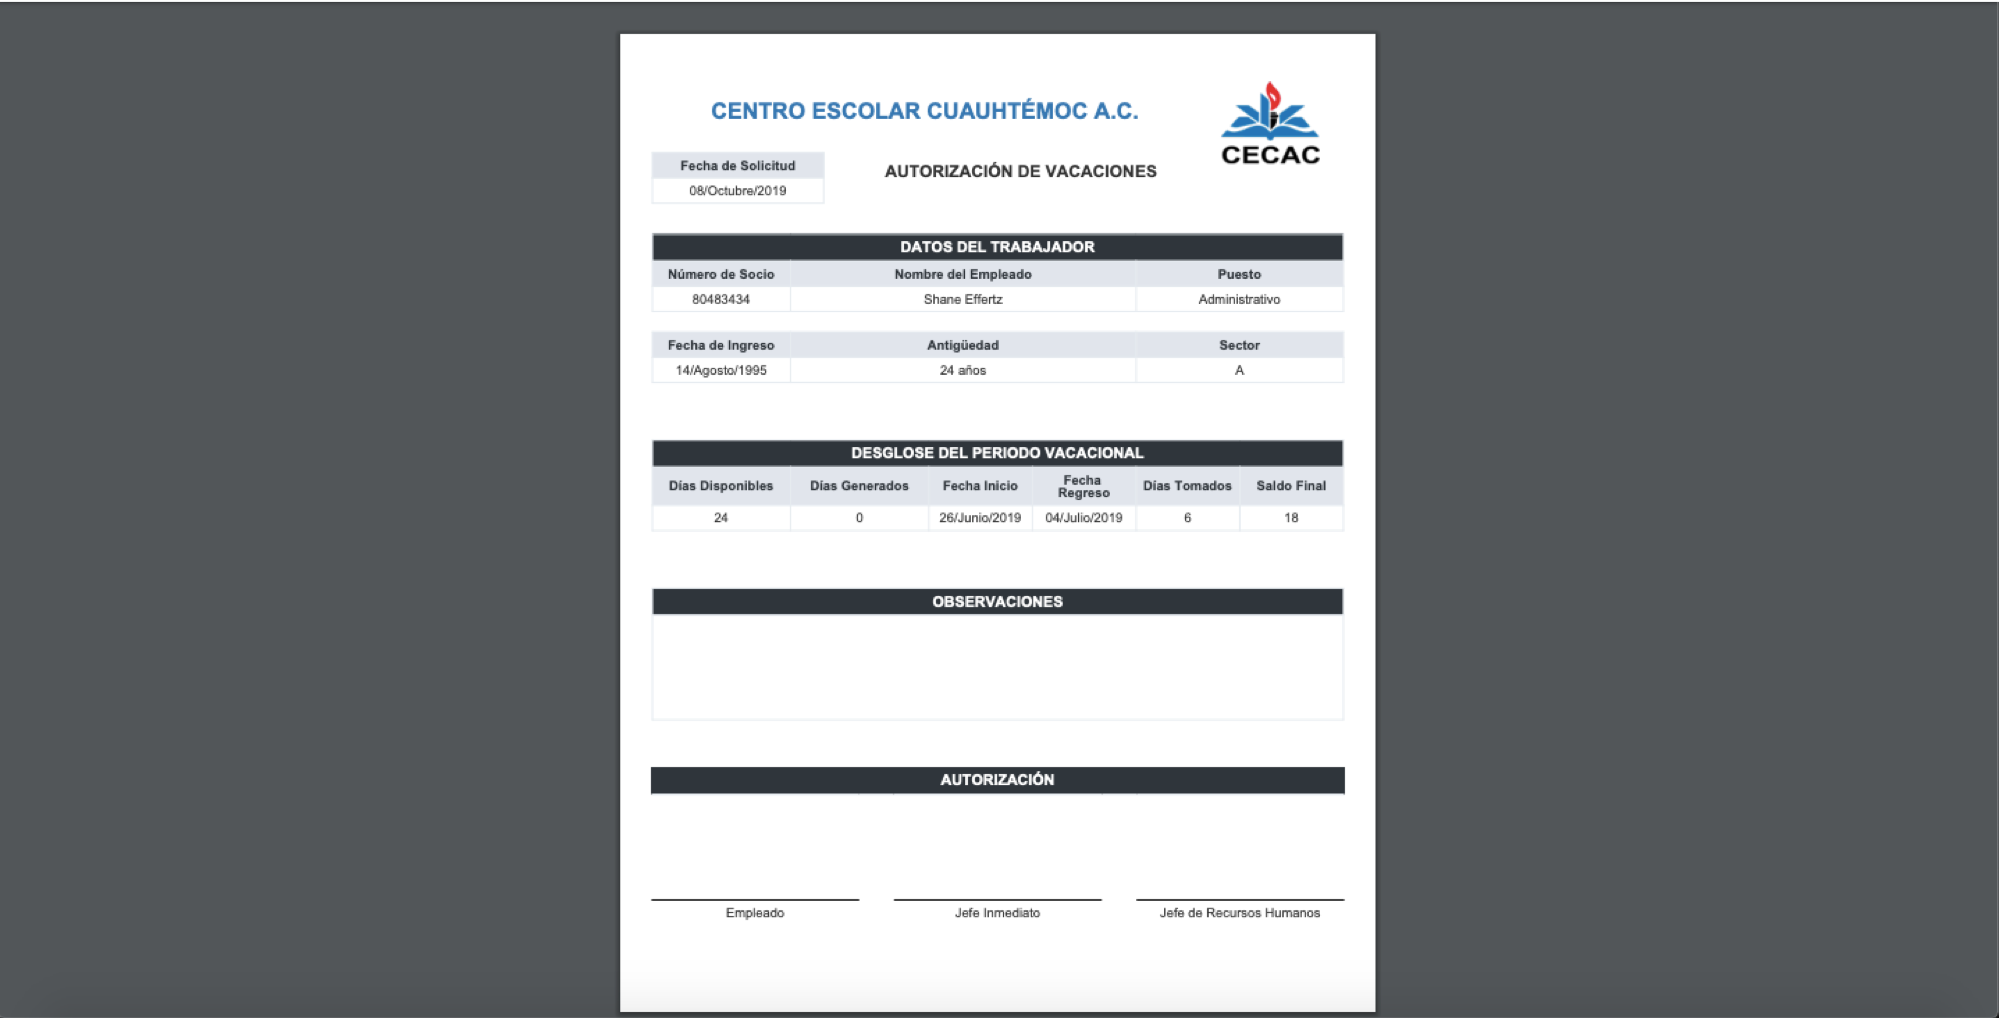 CENTRO ESCOLAR CUAUHTÉMOC A.C.
CECAC
Fecha de Solicitud
08/Octubre/2019
AUTORIZACIÓN DE VACACIONES
DATOS DEL TRABAJADOR
Número de Socio Nombre del Empleado Puesto
80483434 Shane Effertz Administrativo
Fecha de Ingreso Antigüedad Sector
14/Agosto/1995 24 años A
DESGLOSE DEL PERIODO VACACIONAL
Días Disponibles Días Generados Fecha Inicio Fecha Regreso Días Tomados Saldo Final
24 0 26/Junio/2019 04/Julio/2019 6 18
OBSERVACIONES
AUTORIZACIÓN
Empleado Jefe Inmediato Jefe de Recursos Humanos